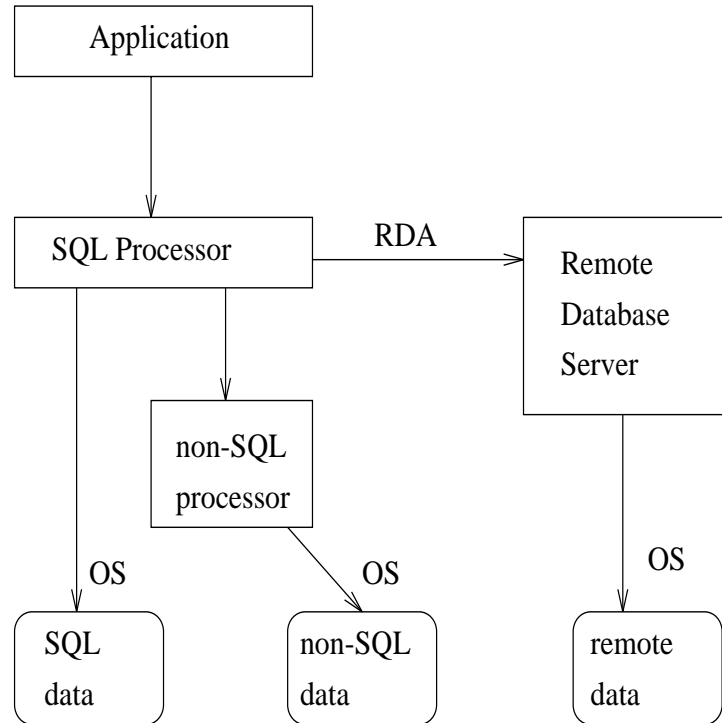 Application
SQL Processor
RDA
Remote
Database
Server
non-SQL
processor
OS
OS
OS
SQL
data
non-SQL
data
remote
data